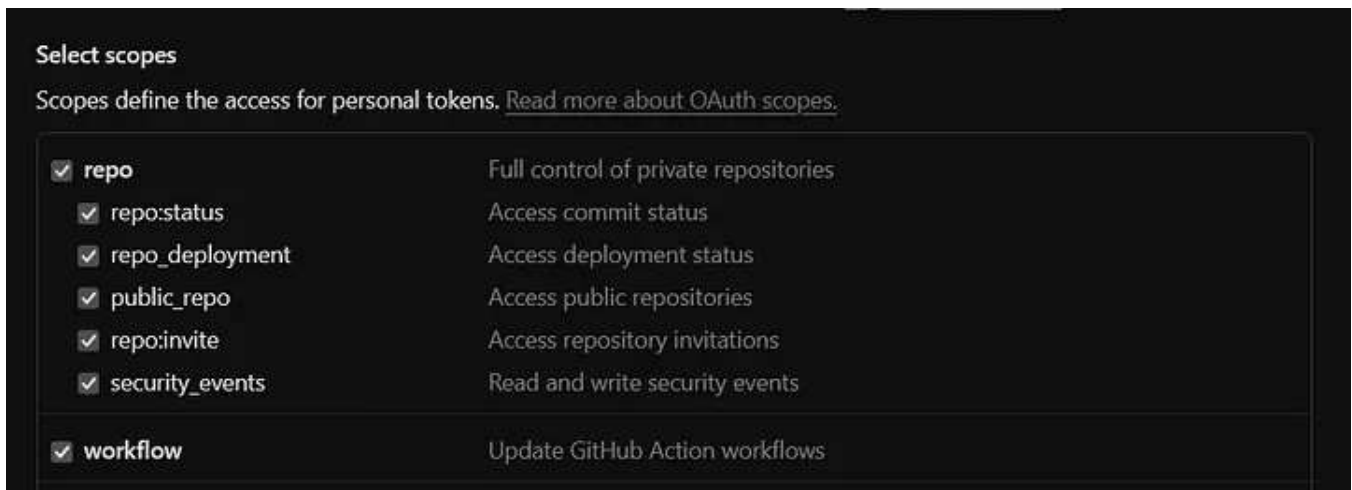 Select scopes
Scopes define the access for personal tokens. Read more about OAuth scopes.
repo Full control of private repositories
repo:status Access commit status
repo_deployment Access deployment status
public_repo Access public repositories
repo:invite Access repository invitations
security_events Read and write security events
workflow Update GitHub Action workflows